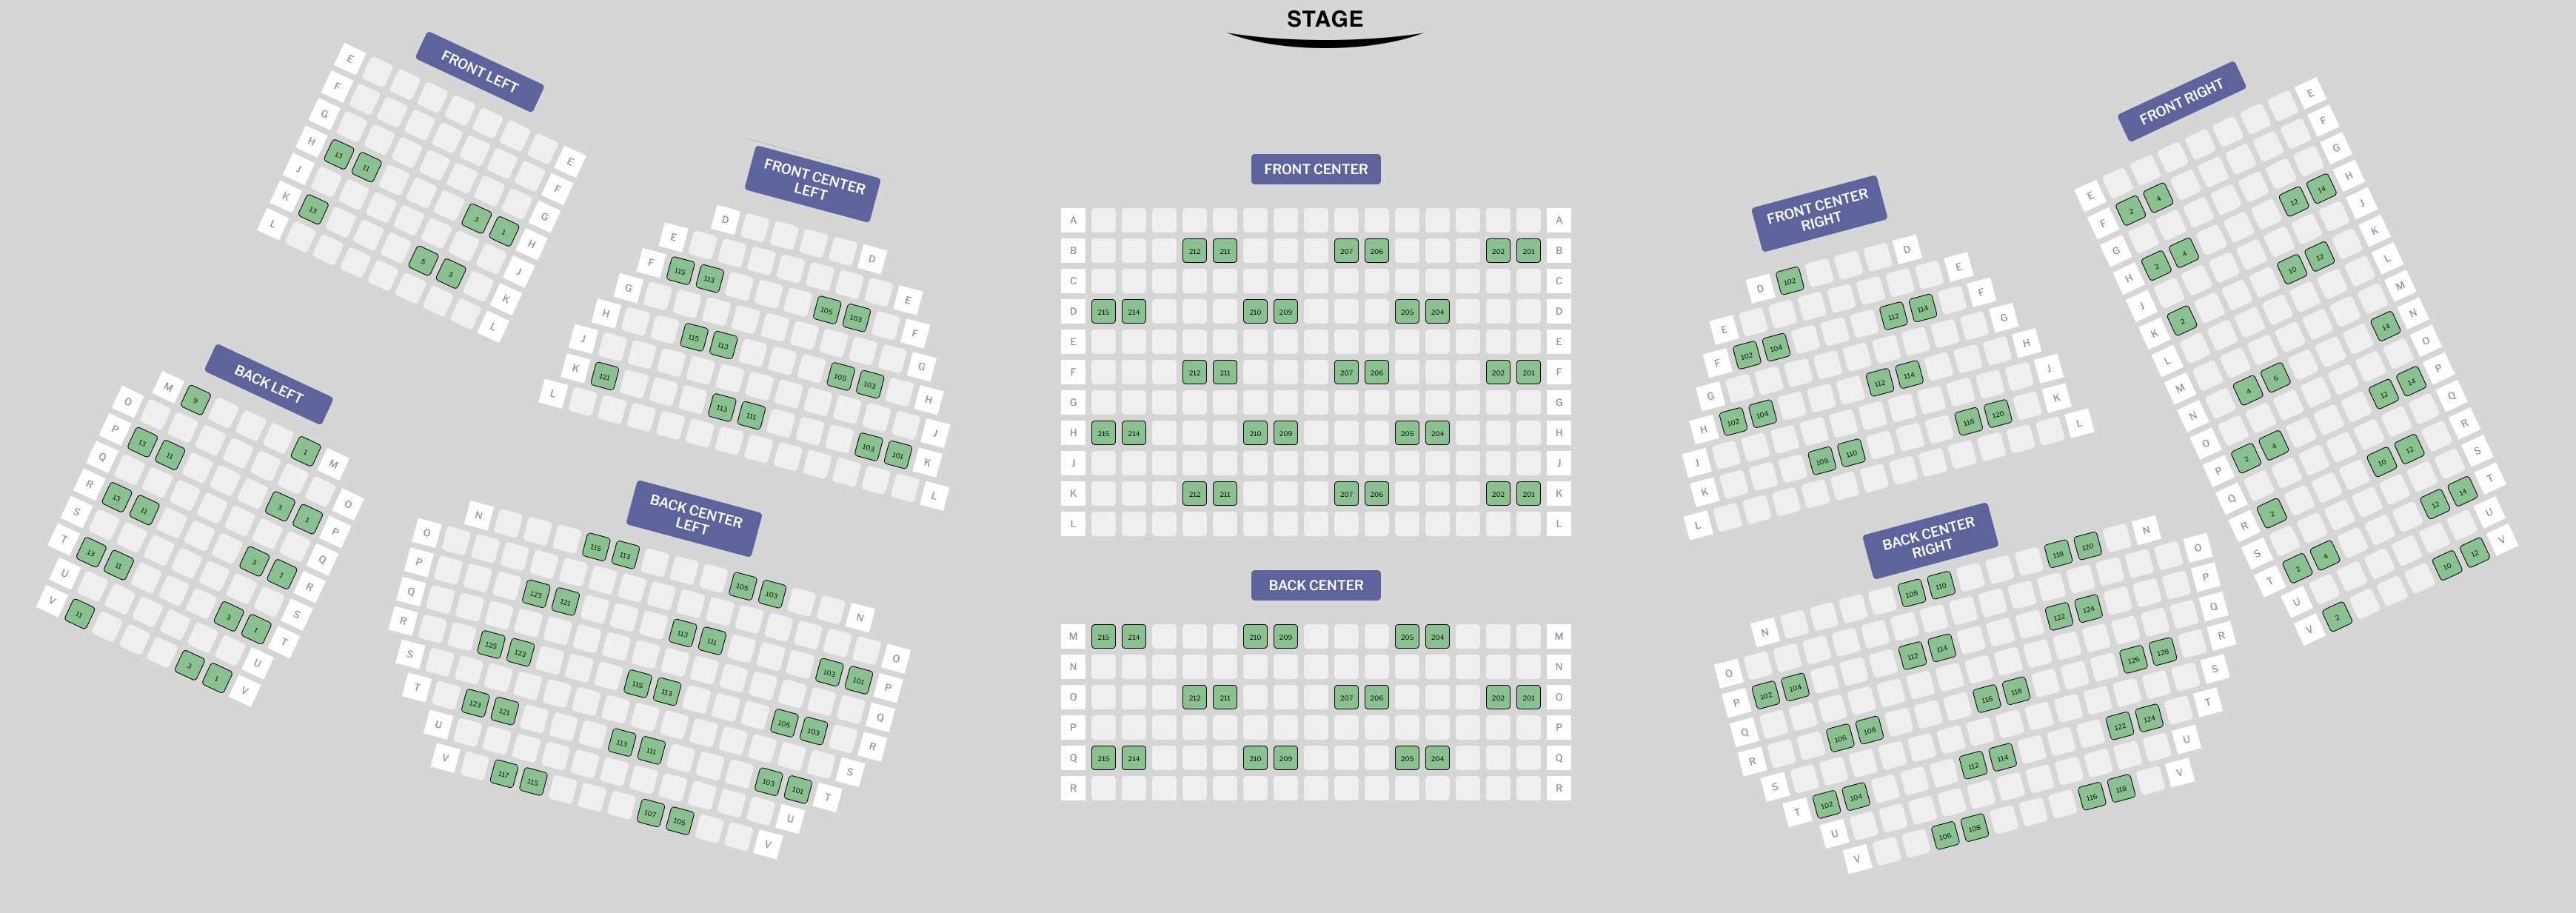 STAGE
FRONT LEFT
E E
F F
G G
H 13 11 3 1 H
J J
K 13 5 3 K
L L
FRONT CENTER
LEFT
D D
E E
F 115 113 105 103 F
G G
H 115 113 105 103 H
J J
K 121 113 111 103 101 K
L L
FRONT CENTER
A A
B 212 211 207 206 202 201 B
C C
D 215 214 210 209 205 204 D
E E
F 212 211 207 206 202 201 F
G G
H 215 214 210 209 205 204 H
J J
K 212 211 207 206 202 201 K
L L
FRONT CENTER
RIGHT
D 102 D
E E
F 102 104 112 114 F
G G
H 102 104 112 114 H
J J
K 108 110 118 120 K
L L
FRONT RIGHT
E E
F 2 4 F
G G
H 2 4 12 14 H
J J
K 2 10 12 K
L L
M M
N 4 6 14 N
O O
P 2 4 12 14 P
Q Q
R 2 10 12 R
S S
T 2 4 12 14 T
U U
V 2 10 12 V
BACK LEFT
M 9 1 M
O O
P 13 11 3 1 P
Q Q
R 13 11 3 1 R
S S
T 13 11 3 1 T
U U
V 11 3 1 V
BACK CENTER
LEFT
N 115 113 105 103 N
O O
P 123 121 113 111 103 101 P
Q Q
R 125 123 115 113 105 103 R
S S
T 123 121 113 111 103 101 T
U U
V 117 115 107 105 V
BACK CENTER
M 215 214 210 209 205 204 M
N N
O 212 211 207 206 202 201 O
P P
Q 215 214 210 209 205 204 Q
R R
BACK CENTER
RIGHT
N 108 110 118 120 N
O O
P 102 104 112 114 122 124 P
Q Q
R 106 108 116 118 126 128 R
S S
T 102 104 112 114 122 124 T
U U
V 106 108 116 118 V